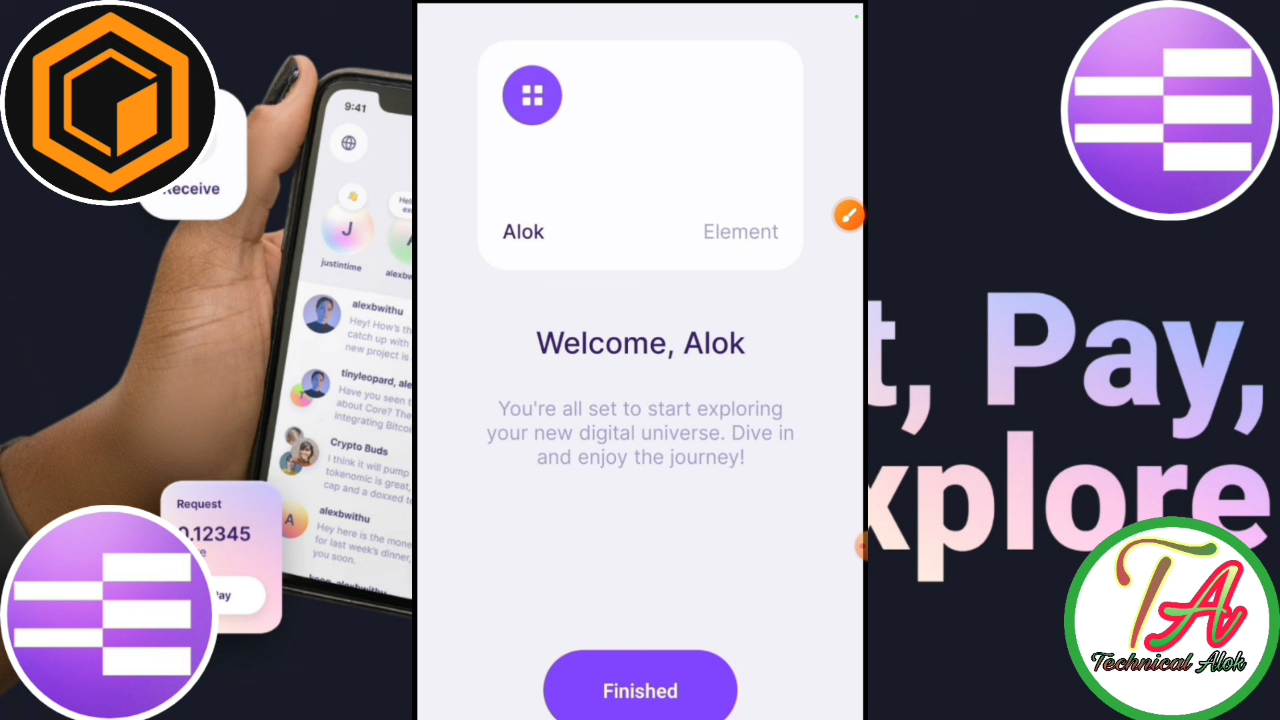 Receive
9:41
J
justintime
alexbwithu
Hey! How's th
catch up with
new project is
tinyleopard, ale
Have you seen t
about Core? The
Integrating Bitcoi
Crypto Buds
I think it will pump
tokenomic is great,
cap and a doxxed te
alexbwithu
Hey here is the mone
for last week's dinner,
you soon.
A
Request
0.12345
Pay
Alok
Element
Welcome, Alok
You're all set to start exploring
your new digital universe. Dive in
and enjoy the journey!
Finished
t, Pay,
xplore
TA
Technical Alok